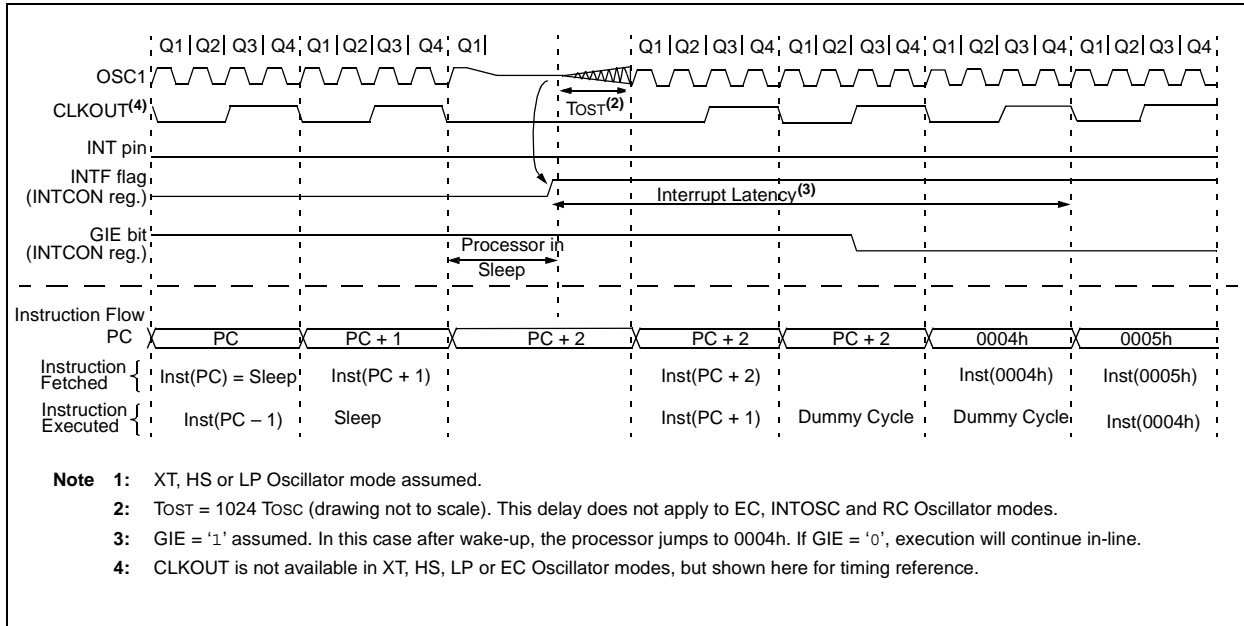 Q1 Q2 Q3 Q4 Q1 Q2 Q3 Q4 Q1 Q1 Q2 Q3 Q4 Q1 Q2 Q3 Q4 Q1 Q2 Q3 Q4 Q1 Q2 Q3 Q4
OSC1
CLKOUT(4)
TOST(2)
INT pin
INTF flag
(INTCON reg.)
Interrupt Latency(3)
GIE bit
(INTCON reg.)
Processor in
Sleep
Instruction Flow
PC PC PC + 1 PC + 2 PC + 2 PC + 2 0004h 0005h
Instruction
Fetched
Inst(PC) = Sleep Inst(PC + 1) Inst(PC + 2) Inst(0004h) Inst(0005h)
Instruction
Executed
Inst(PC – 1) Sleep Inst(PC + 1) Dummy Cycle Dummy Cycle Inst(0004h)
Note 1: XT, HS or LP Oscillator mode assumed.
2: TOST = 1024 TOSC (drawing not to scale). This delay does not apply to EC, INTOSC and RC Oscillator modes.
3: GIE = ‘1’ assumed. In this case after wake-up, the processor jumps to 0004h. If GIE = ‘0’, execution will continue in-line.
4: CLKOUT is not available in XT, HS, LP or EC Oscillator modes, but shown here for timing reference.